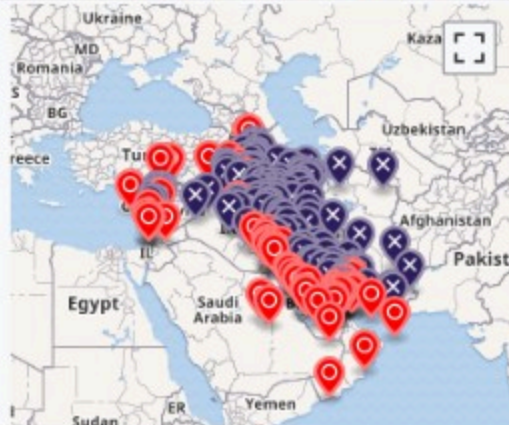 Ukraine
Kaza
MD
Romania
S
BG
Uzbekistan
reece
Tu
Afghanistan
IL
Pakist
Egypt
Saudi
Arabia
B
ER
Yemen
Sudan